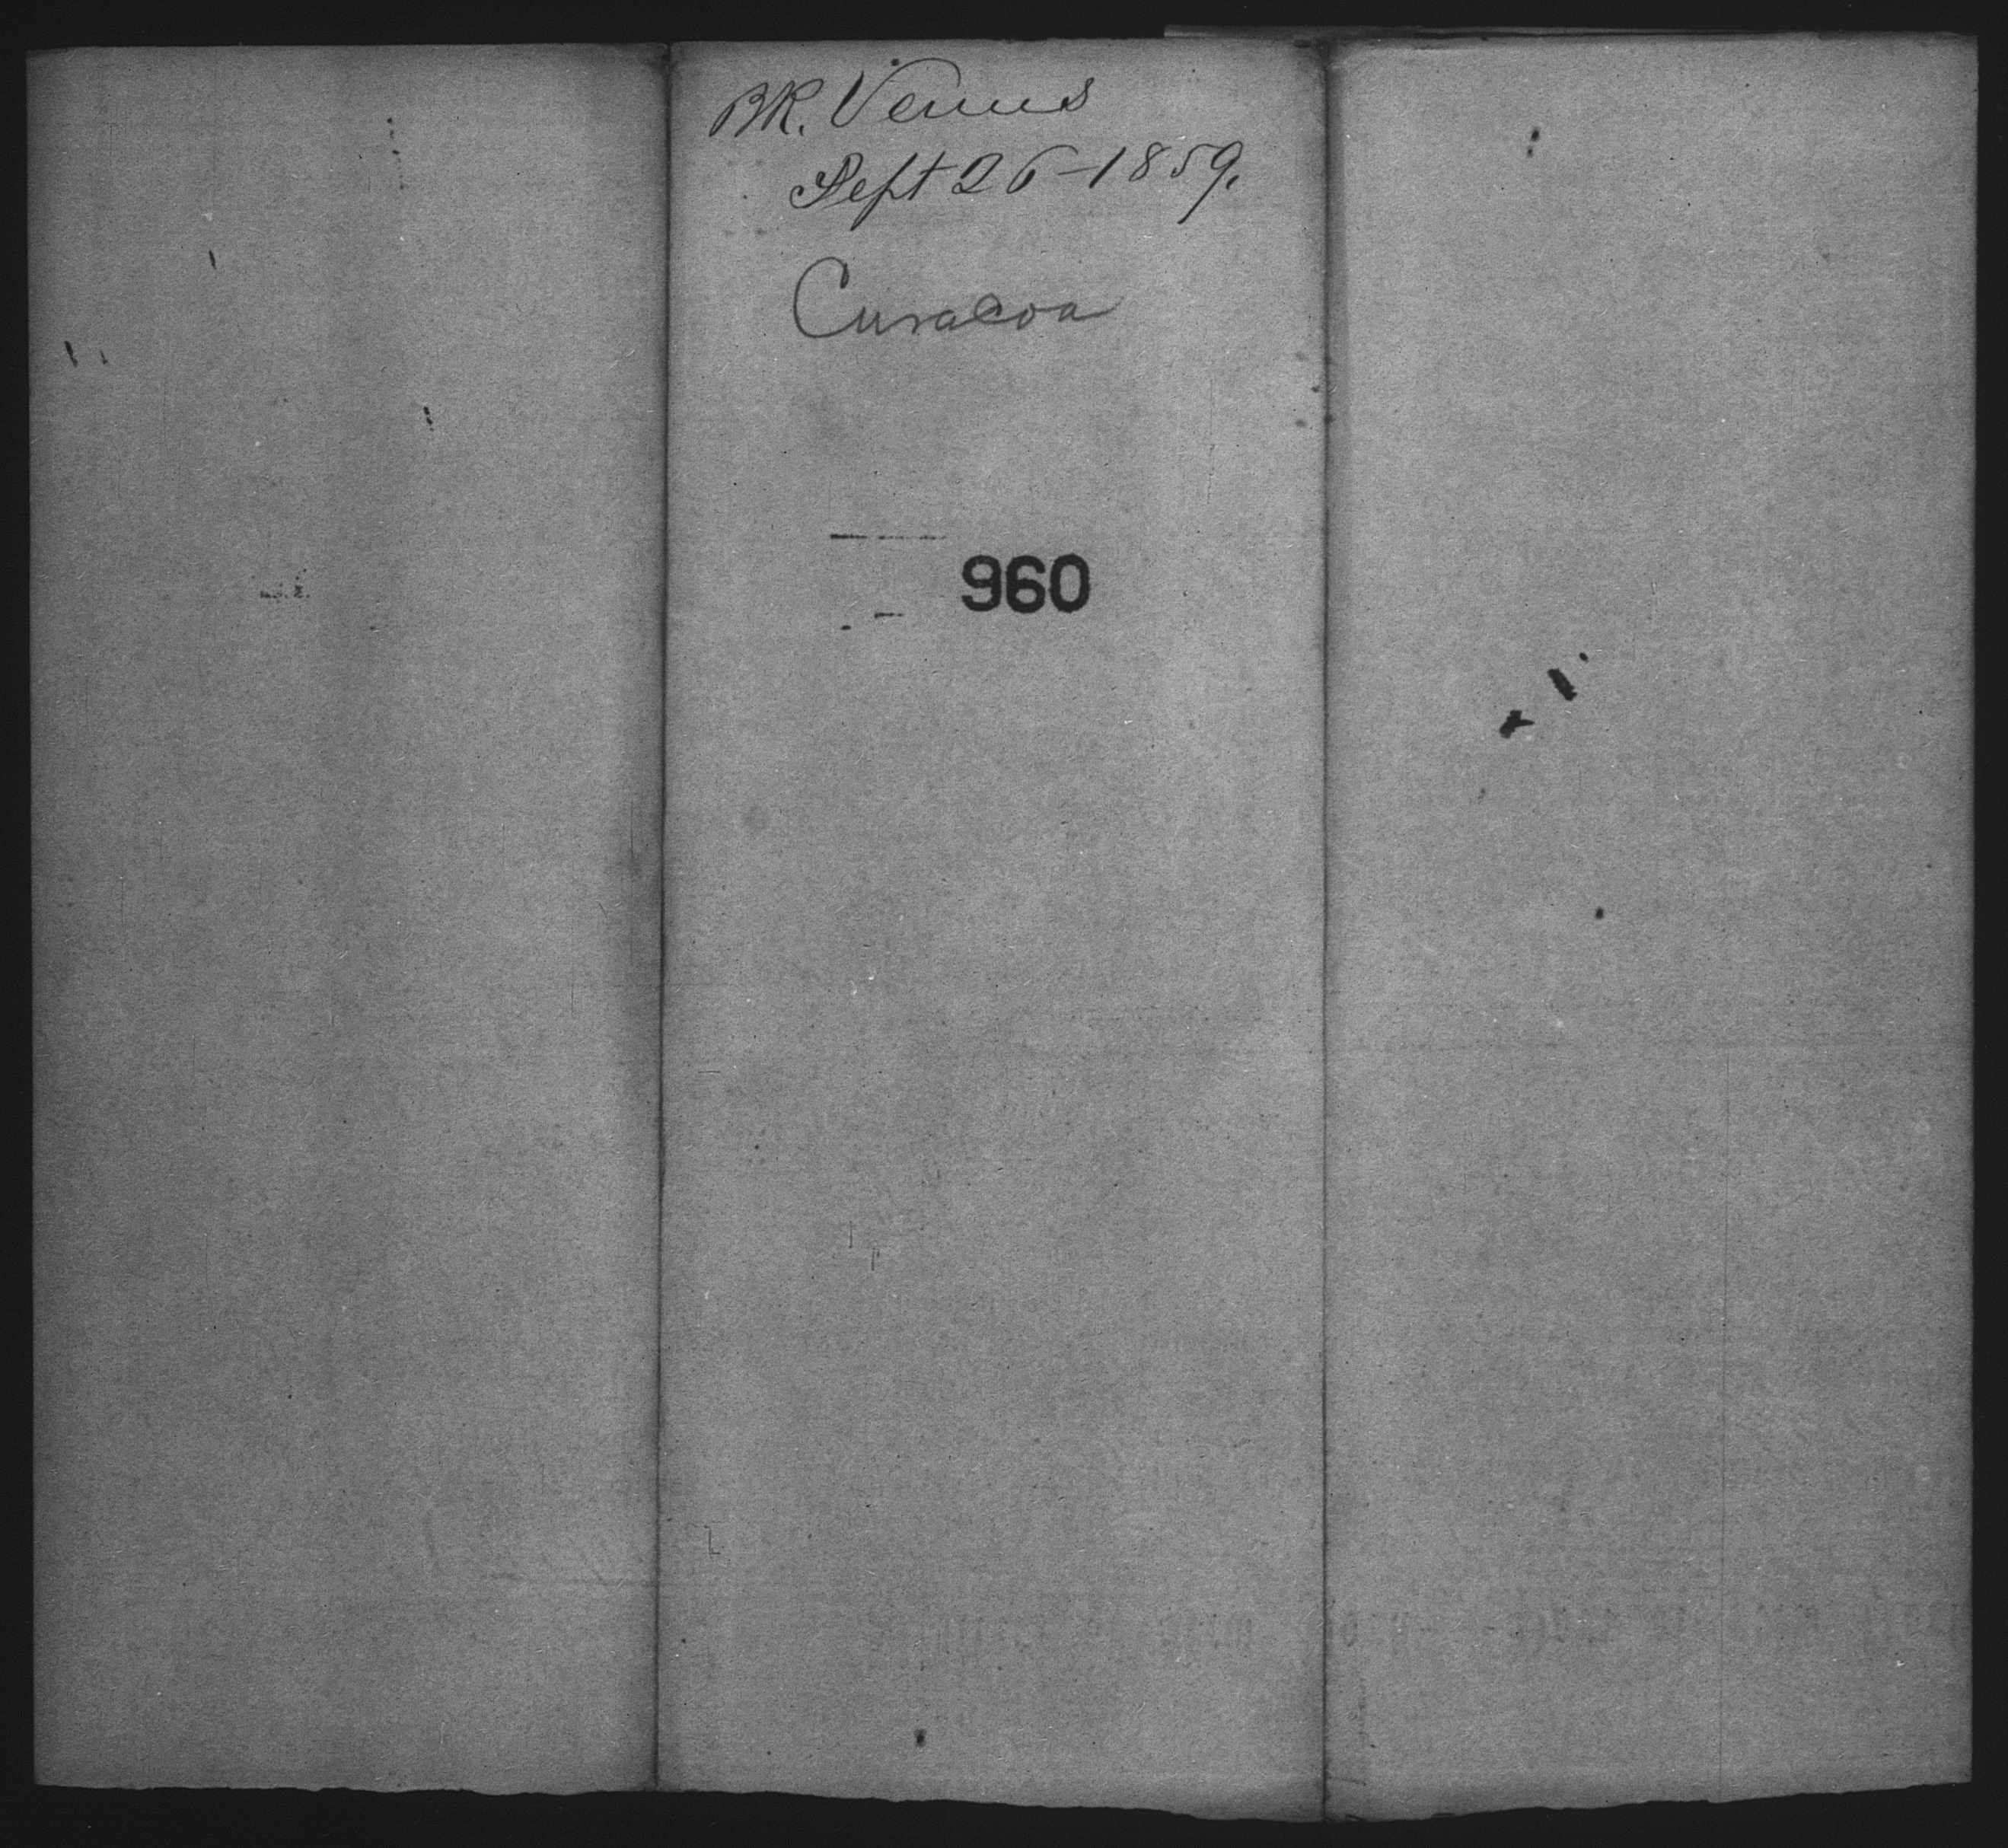 BK. Venus
Sept 26-1859.
Curacoa
960